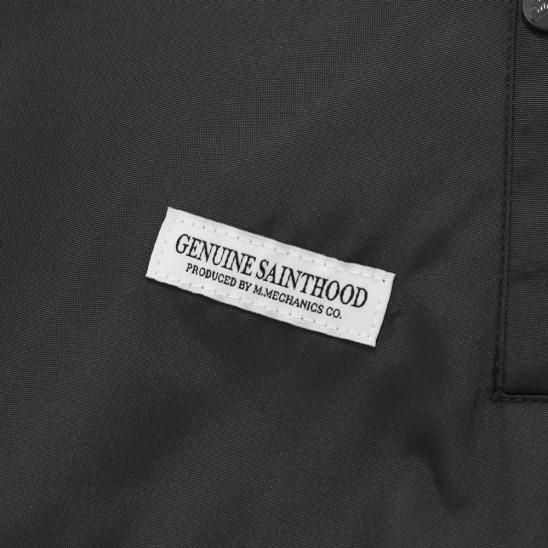 GENUINE SAINTHOOD
PRODUCED BY M.MECHANICS CO.